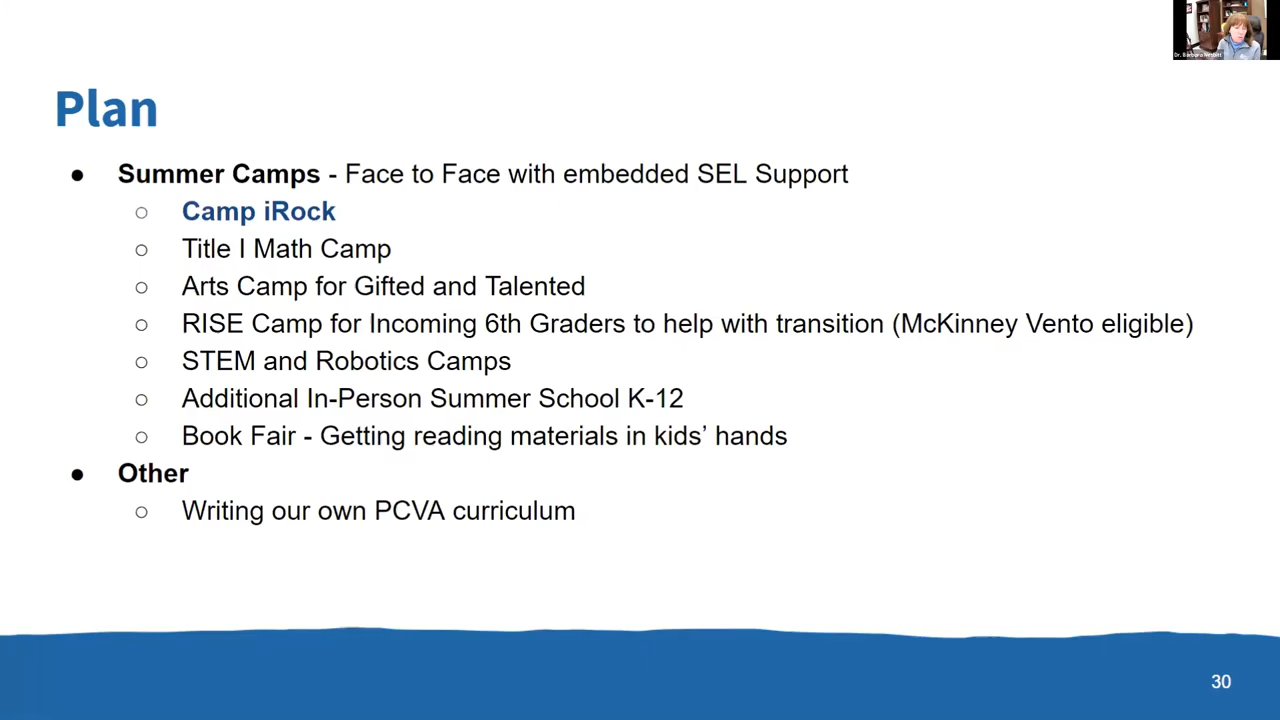 Dr. Barbara Nesbitt
Plan
● Summer Camps - Face to Face with embedded SEL Support
○ Camp iRock
○ Title I Math Camp
○ Arts Camp for Gifted and Talented
○ RISE Camp for Incoming 6th Graders to help with transition (McKinney Vento eligible)
○ STEM and Robotics Camps
○ Additional In-Person Summer School K-12
○ Book Fair - Getting reading materials in kids’ hands
● Other
○ Writing our own PCVA curriculum
30